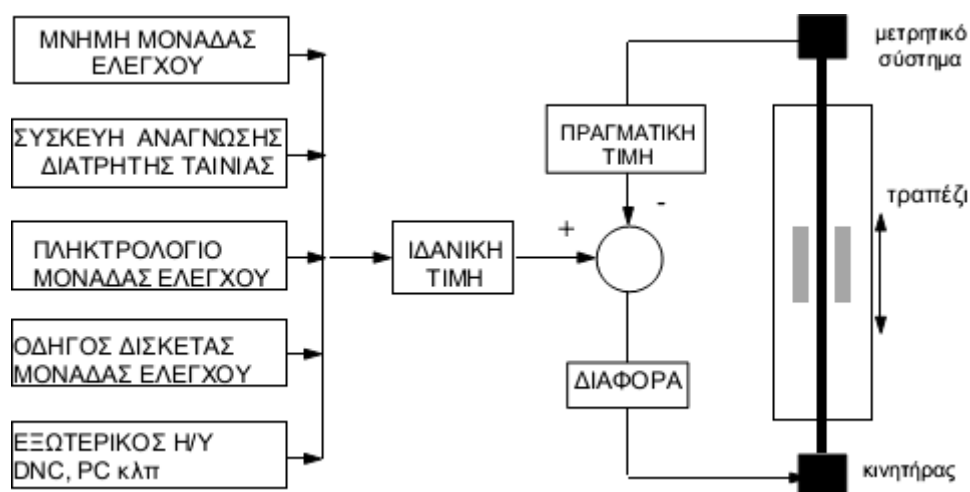 ΜΝΗΜΗ ΜΟΝΑΔΑΣ
ΕΛΕΓΧΟΥ
ΣΥΣΚΕΥΗ ΑΝΑΓΝΩΣΗΣ
ΔΙΑΤΡΗΤΗΣ ΤΑΙΝΙΑΣ
ΠΛΗΚΤΡΟΛΟΓΙΟ
ΜΟΝΑΔΑΣ ΕΛΕΓΧΟΥ
ΟΔΗΓΟΣ ΔΙΣΚΕΤΑΣ
ΜΟΝΑΔΑΣ ΕΛΕΓΧΟΥ
ΕΞΩΤΕΡΙΚΟΣ Η/Υ
DNC, PC κλπ
ΙΔΑΝΙΚΗ
ΤΙΜΗ
+
ΠΡΑΓΜΑΤΙΚΗ
ΤΙΜΗ
-
ΔΙΑΦΟΡΑ
μετρητικό
σύστημα
τραπέζι
κινητήρας